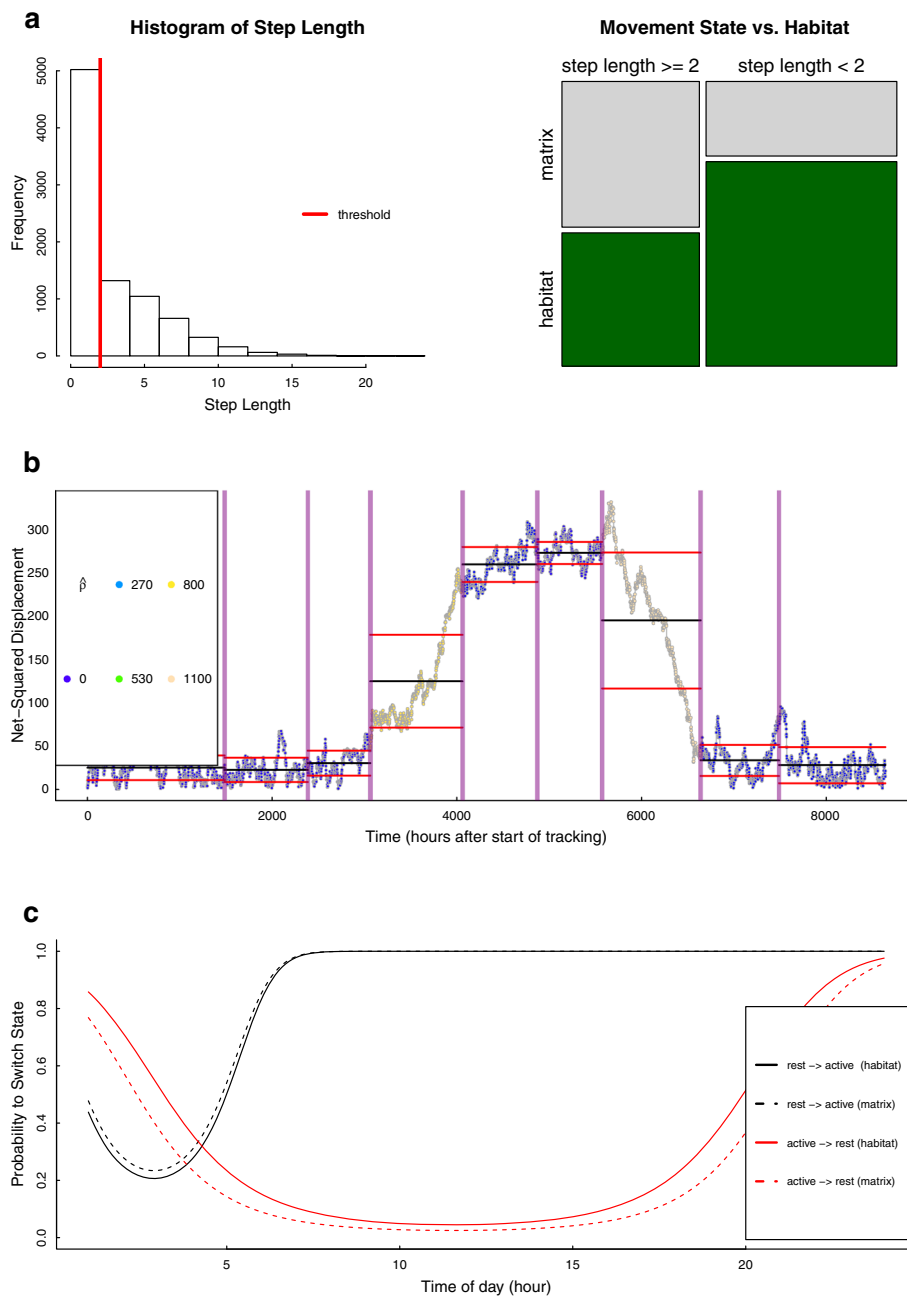 a
Histogram of Step Length
Movement State vs. Habitat
step length >= 2
step length < 2
matrix
habitat
Frequency
5000
4000
3000
2000
1000
0
threshold
0 5 10 15 20
Step Length
b
Net−Squared Displacement
300
250
200
150
100
50
0
β̂
270
800
0
530
1100
0 2000 4000 6000 8000
Time (hours after start of tracking)
c
Probability to Switch State
1.0
0.8
0.6
0.4
0.2
0.0
rest −> active (habitat)
rest −> active (matrix)
active −> rest (habitat)
active −> rest (matrix)
5 10 15 20
Time of day (hour)